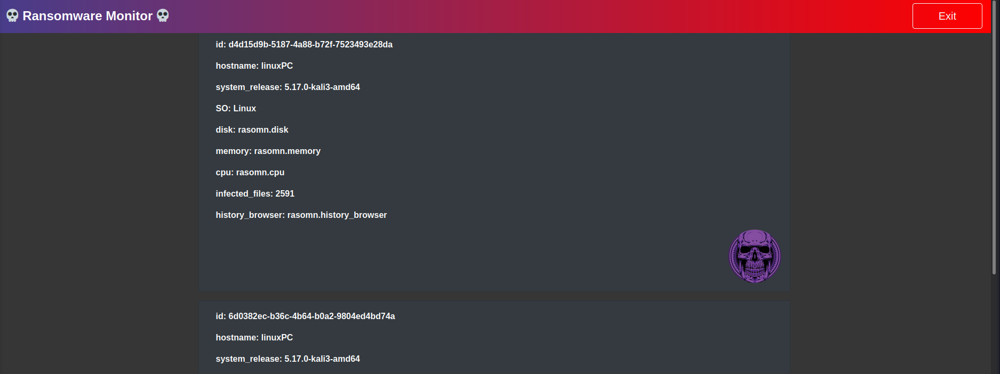 💀 Ransomware Monitor 💀
Exit
id: d4d15d9b-5187-4a88-b72f-7523493e28da
hostname: linuxPC
system_release: 5.17.0-kali3-amd64
SO: Linux
disk: rasomn.disk
memory: rasomn.memory
cpu: rasomn.cpu
infected_files: 2591
history_browser: rasomn.history_browser
id: 6d0382ec-b36c-4b64-b0a2-9804ed4bd74a
hostname: linuxPC
system_release: 5.17.0-kali3-amd64